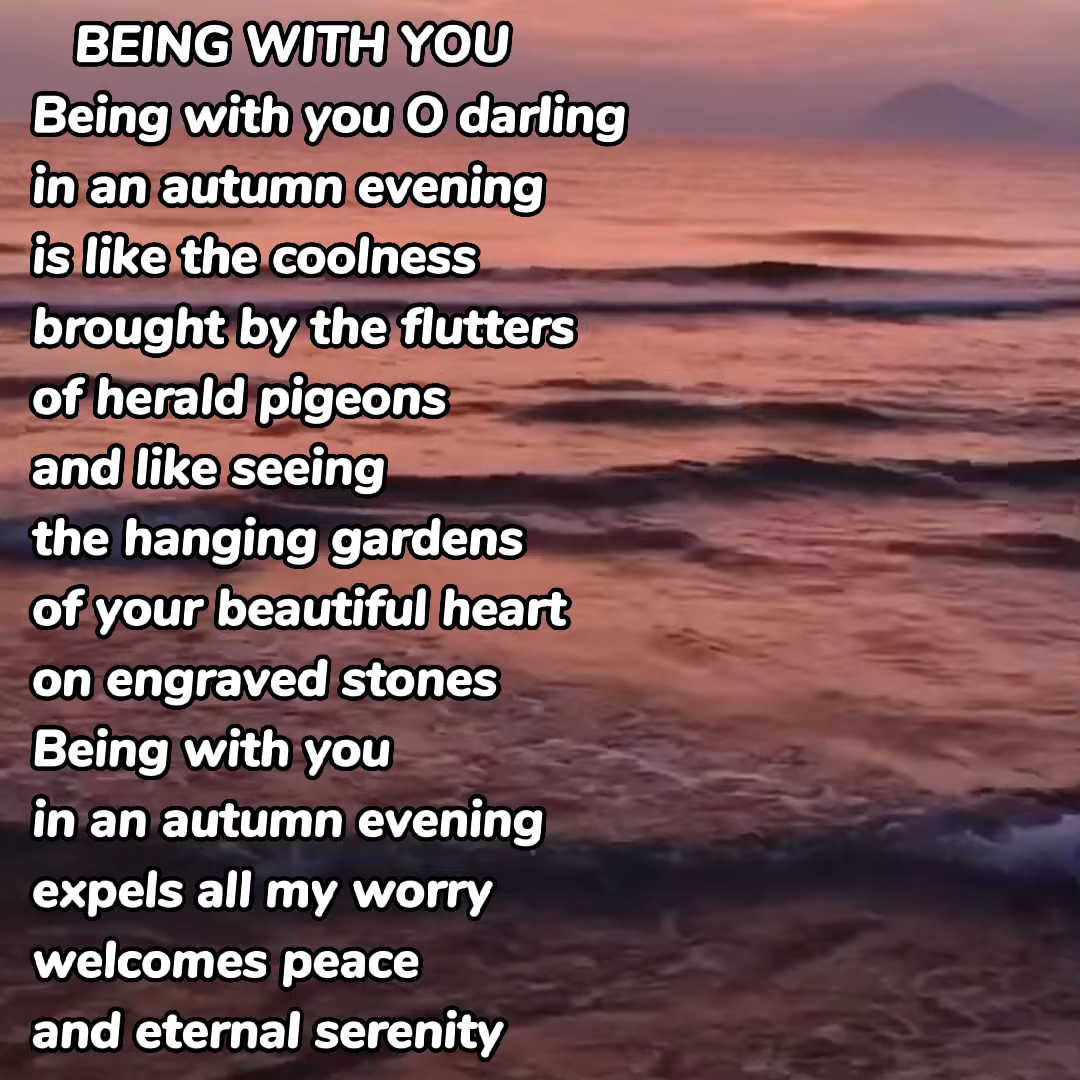 BEING WITH YOU
Being with you O darling
in an autumn evening
is like the coolness
brought by the flutters
of herald pigeons
and like seeing
the hanging gardens
of your beautiful heart
on engraved stones
Being with you
in an autumn evening
expels all my worry
welcomes peace
and eternal serenity